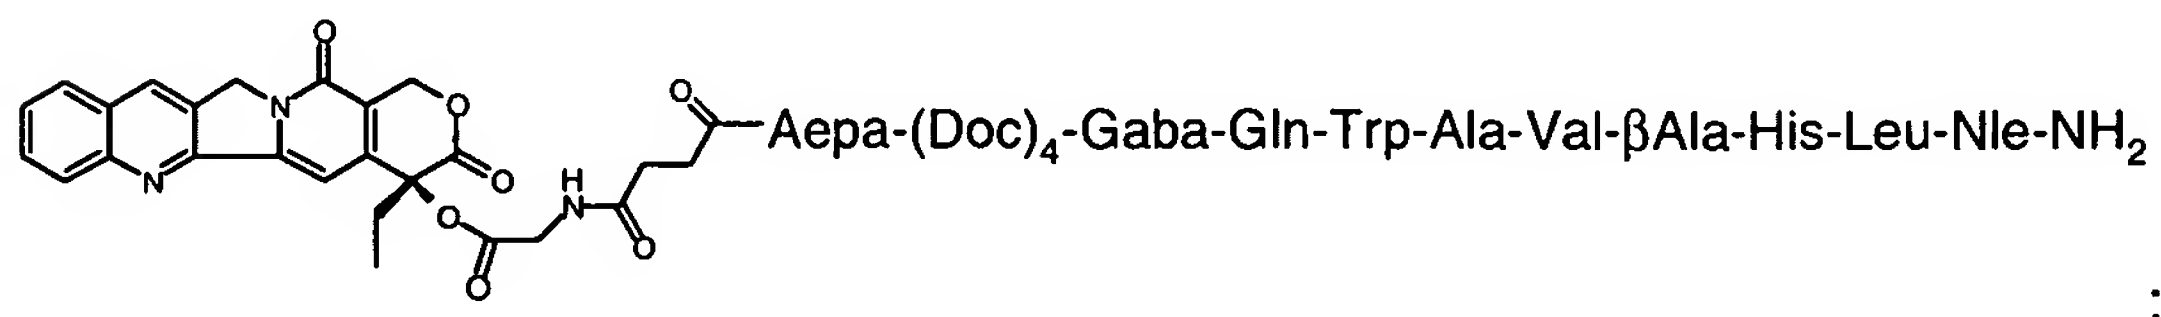 O
N
O
N
O
O
O
H
N
O
O
O
Aepa-(Doc)4-Gaba-Gln-Trp-Ala-Val-βAla-His-Leu-Nle-NH2
;